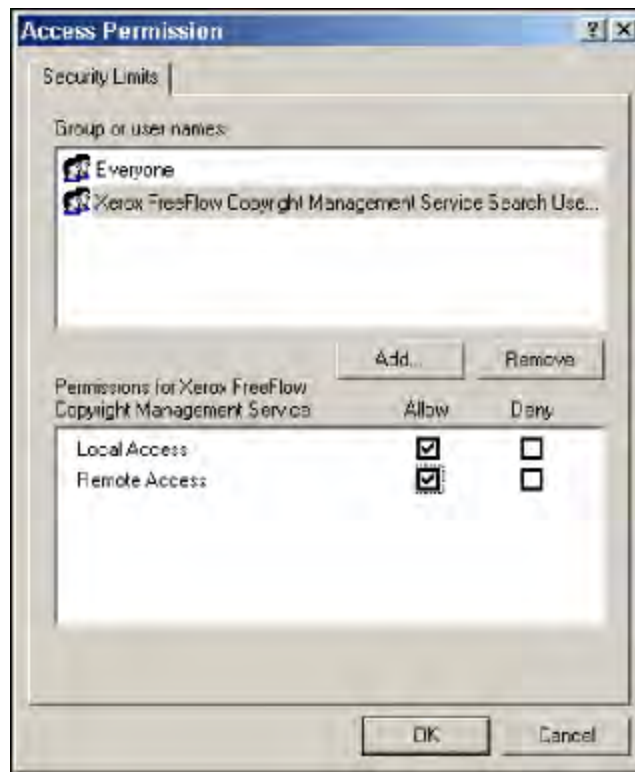 Access Permission
Security Limits
Group or user names:
Everyone
Xerox FreeFlow Copyright Management Service Search Use...
Add... Remove
Permissions for Xerox FreeFlow
Copyright Management Service Allow Deny
Local Access
Remote Access
OK Cancel